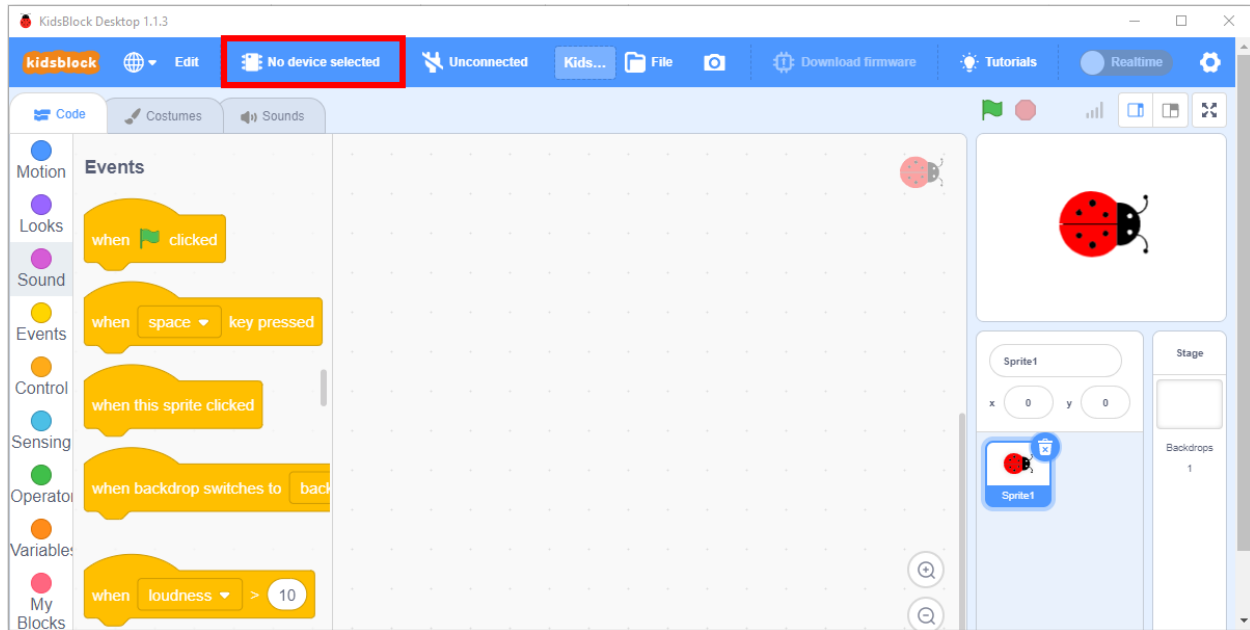 KidsBlock Desktop 1.1.3
kidsblock Edit No device selected Unconnected Kids... File Download firmware Tutorials Realtime
Code Costumes Sounds
Motion
Looks
Sound
Events
Control
Sensing
Operator
Variables
My
Blocks
Events
when clicked
when space key pressed
when this sprite clicked
when backdrop switches to back
when loudness > 10
Sprite1
x 0 y 0
Sprite1
Stage
Backdrops
1